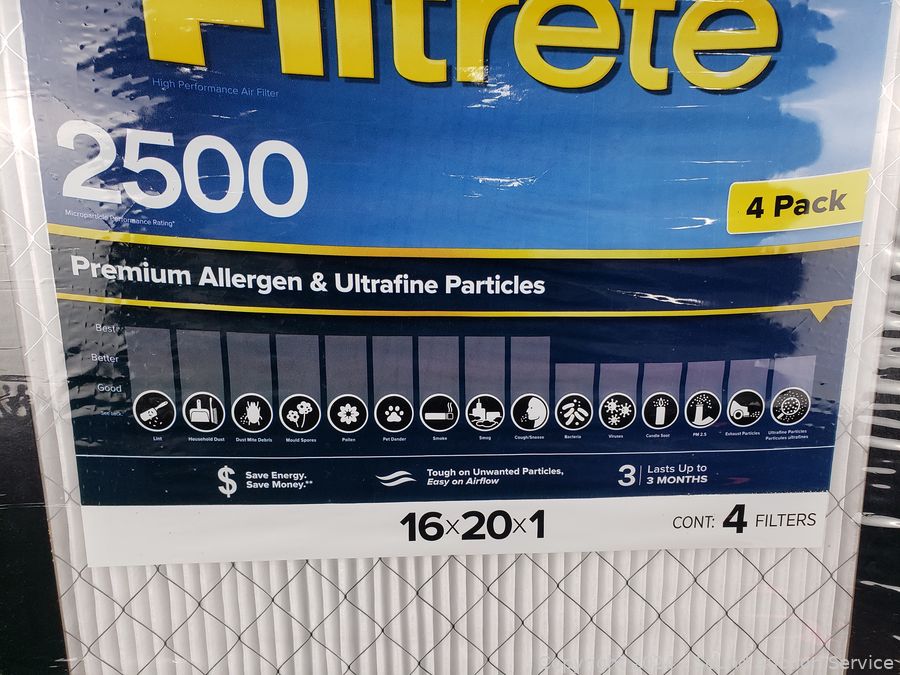 Filtrete
High Performance Air Filter
2500
Microparticle Performance Rating*
4 Pack
Premium Allergen & Ultrafine Particles
Best
Better
Good
Lint Household Dust Dust Mite Debris Mould Spores Pollen Pet Dander Smoke Smog Cough/Sneeze Bacteria Viruses Candle Soot PM 2.5 Exhaust Particles Ultrafine Particles
Particules ultrafines
$ Save Energy.
Save Money.**
Tough on Unwanted Particles,
Easy on Airflow
3 Lasts Up to
3 MONTHS
16x20x1
CONT: 4 FILTERS
Service